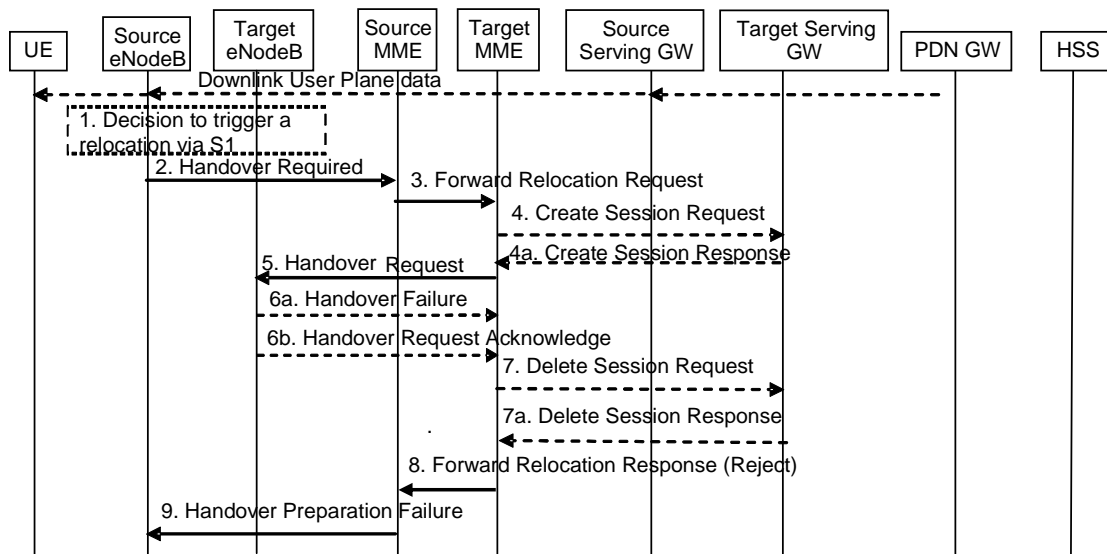 UE
Source
eNodeB
Target
eNodeB
Source
MME
Target
MME
Source
Serving GW
Target Serving
GW
PDN GW
HSS
Downlink User Plane data
1. Decision to trigger a
relocation via S1
2. Handover Required
3. Forward Relocation Request
4. Create Session Request
4a. Create Session Response
5. Handover Request
6a. Handover Failure
6b. Handover Request Acknowledge
7. Delete Session Request
7a. Delete Session Response
.
8. Forward Relocation Response (Reject)
9. Handover Preparation Failure